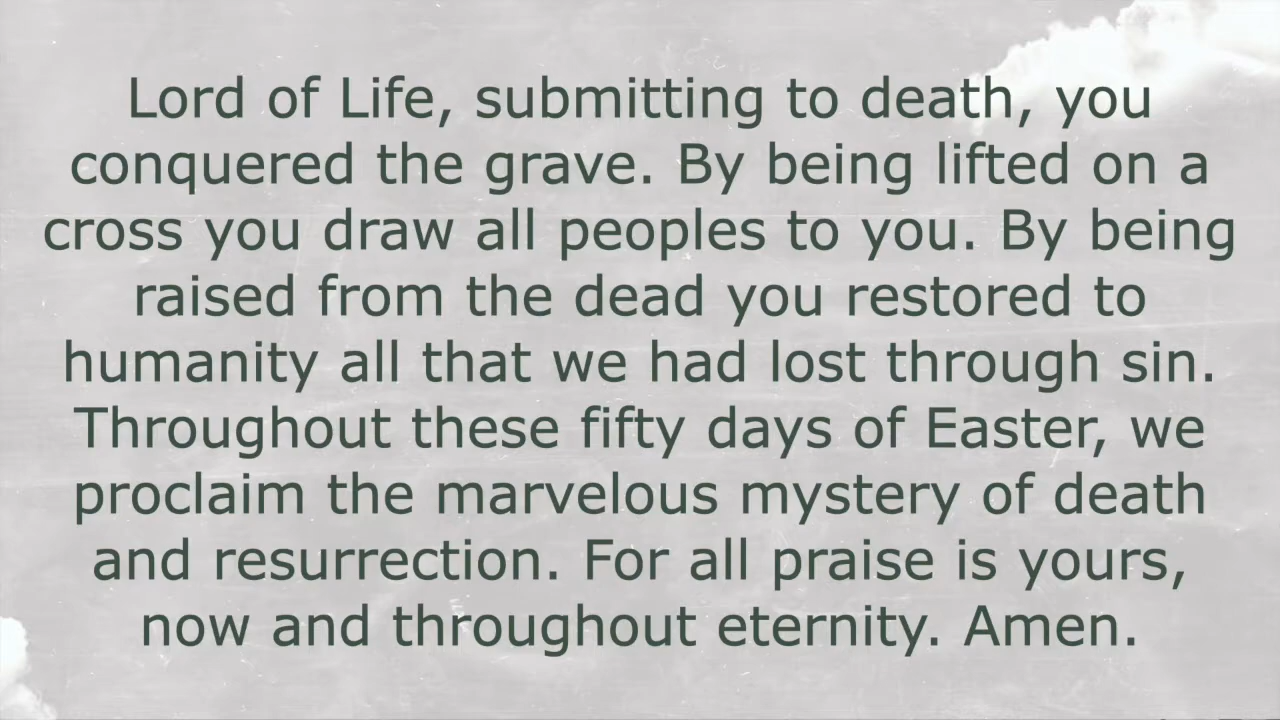 Lord of Life, submitting to death, you
conquered the grave. By being lifted on a
cross you draw all peoples to you. By being
raised from the dead you restored to
humanity all that we had lost through sin.
Throughout these fifty days of Easter, we
proclaim the marvelous mystery of death
and resurrection. For all praise is yours,
now and throughout eternity. Amen.